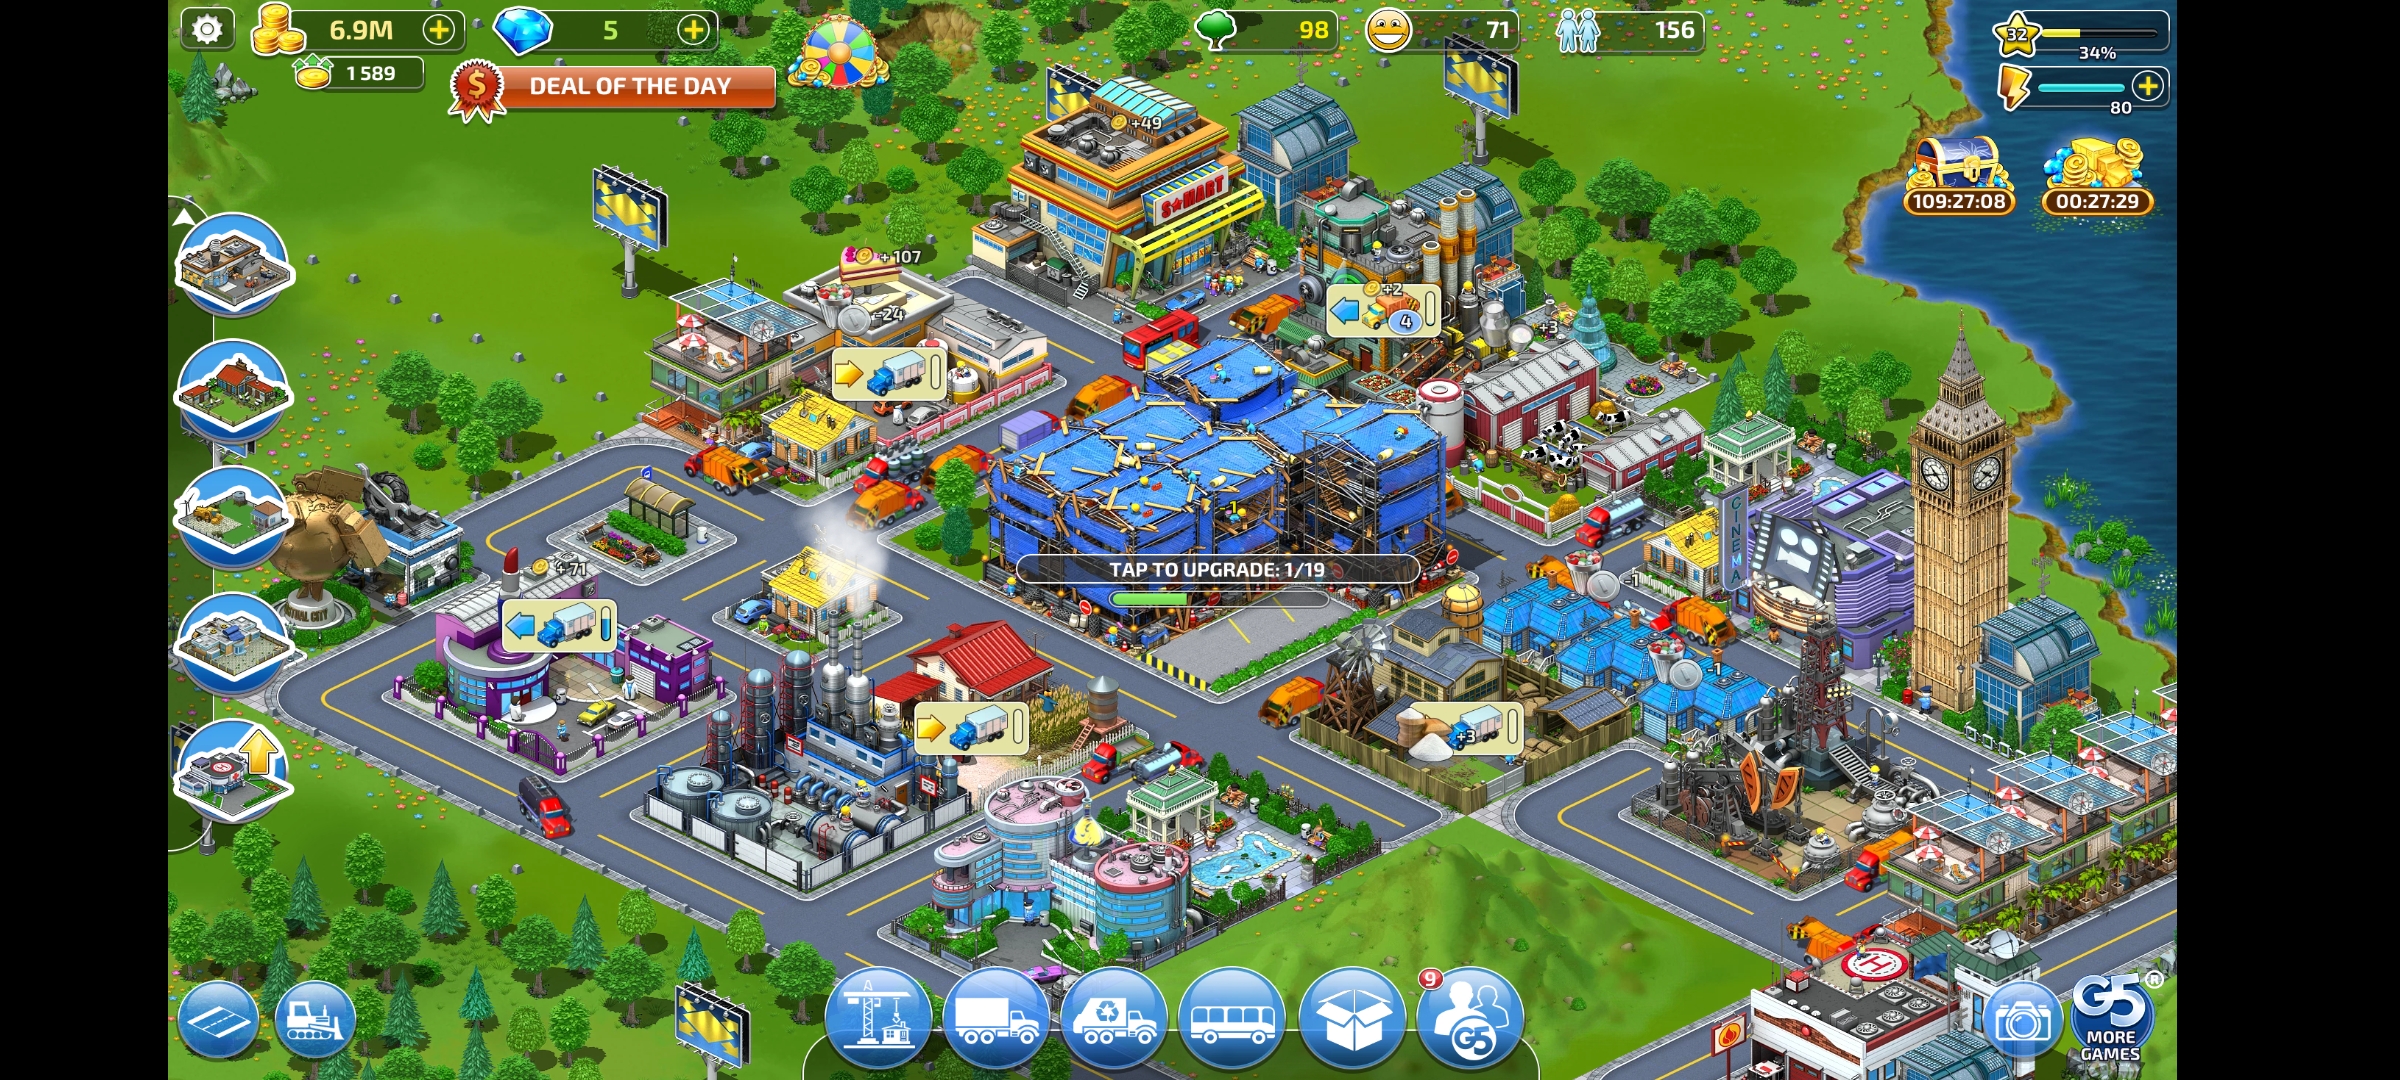 6.9M
5
98
71
156
32
34%
1 589
DEAL OF THE DAY
80
+49
109:27:08
00:27:29
S★MART
+107
+2
4
-24
+3
CINEMA
1
TAP TO UPGRADE: 1/19
+71
-1
-1
+3
H
A
9
G5
G5
®
MORE
GAMES